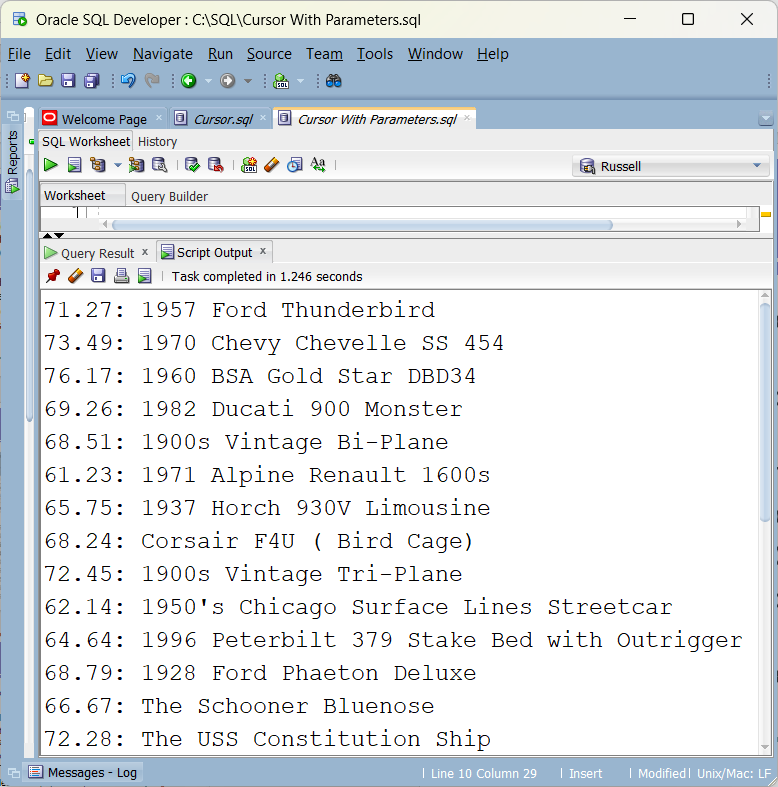 Oracle SQL Developer : C:\SQL\Cursor With Parameters.sql
File Edit View Navigate Run Source Team Tools Window Help
Welcome Page Cursor.sql Cursor With Parameters.sql
Reports
SQL Worksheet History
Russell
Worksheet Query Builder
Query Result x Script Output x
Task completed in 1.246 seconds
71.27: 1957 Ford Thunderbird
73.49: 1970 Chevy Chevelle SS 454
76.17: 1960 BSA Gold Star DBD34
69.26: 1982 Ducati 900 Monster
68.51: 1900s Vintage Bi-Plane
61.23: 1971 Alpine Renault 1600s
65.75: 1937 Horch 930V Limousine
68.24: Corsair F4U ( Bird Cage)
72.45: 1900s Vintage Tri-Plane
62.14: 1950's Chicago Surface Lines Streetcar
64.64: 1996 Peterbilt 379 Stake Bed with Outrigger
68.79: 1928 Ford Phaeton Deluxe
66.67: The Schooner Bluenose
72.28: The USS Constitution Ship
Messages - Log
Line 10 Column 29 Insert Modified Unix/Mac: LF